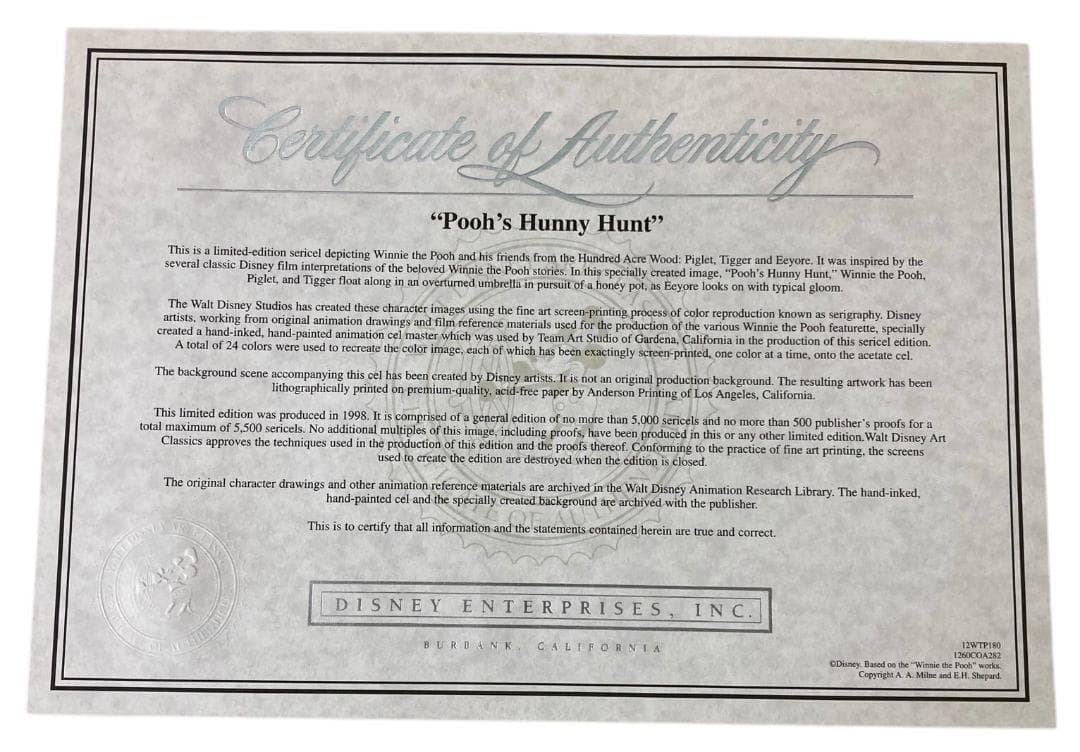 Certificate of Authenticity
“Pooh’s Hunny Hunt”
This is a limited-edition sericel depicting Winnie the Pooh and his friends from the Hundred Acre Wood: Piglet, Tigger and Eeyore. It was inspired by the
several classic Disney film interpretations of the beloved Winnie the Pooh stories. In this specially created image, “Pooh’s Hunny Hunt,” Winnie the Pooh,
Piglet, and Tigger float along in an overturned umbrella in pursuit of a honey pot, as Eeyore looks on with typical gloom.
The Walt Disney Studios has created these character images using the fine art screen-printing process of color reproduction known as serigraphy. Disney
artists, working from original animation drawings and film reference materials used for the production of the various Winnie the Pooh featurette, specially
created a hand-inked, hand-painted animation cel master which was used by Team Art Studio of Gardena, California in the production of this sericel edition.
A total of 24 colors were used to recreate the color image, each of which has been exactingly screen-printed, one color at a time, onto the acetate cel.
The background scene accompanying this cel has been created by Disney artists. It is not an original production background. The resulting artwork has been
lithographically printed on premium-quality, acid-free paper by Anderson Printing of Los Angeles, California.
This limited edition was produced in 1998. It is comprised of a general edition of no more than 5,000 sericels and no more than 500 publisher’s proofs for a
total maximum of 5,500 sericels. No additional multiples of this image, including proofs, have been produced in this or any other limited edition.Walt Disney Art
Classics approves the techniques used in the production of this edition and the proofs thereof. Conforming to the practice of fine art printing, the screens
used to create the edition are destroyed when the edition is closed.
The original character drawings and other animation reference materials are archived in the Walt Disney Animation Research Library. The hand-inked,
hand-painted cel and the specially created background are archived with the publisher.
This is to certify that all information and the statements contained herein are true and correct.
DISNEY ENTERPRISES, INC.
BURBANK, CALIFORNIA
12WTP180
1260COA282
©Disney. Based on the “Winnie the Pooh” works.
Copyright A. A. Milne and E.H. Shepard.